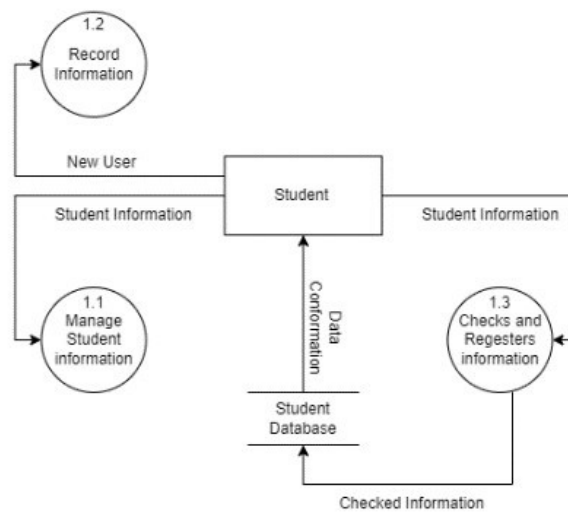 1.2
Record
Information
New User
Student
Student Information
Student Information
1.1
Manage
Student
information
Data
Conformation
1.3
Checks and
Regesters
information
Student
Database
Checked Information